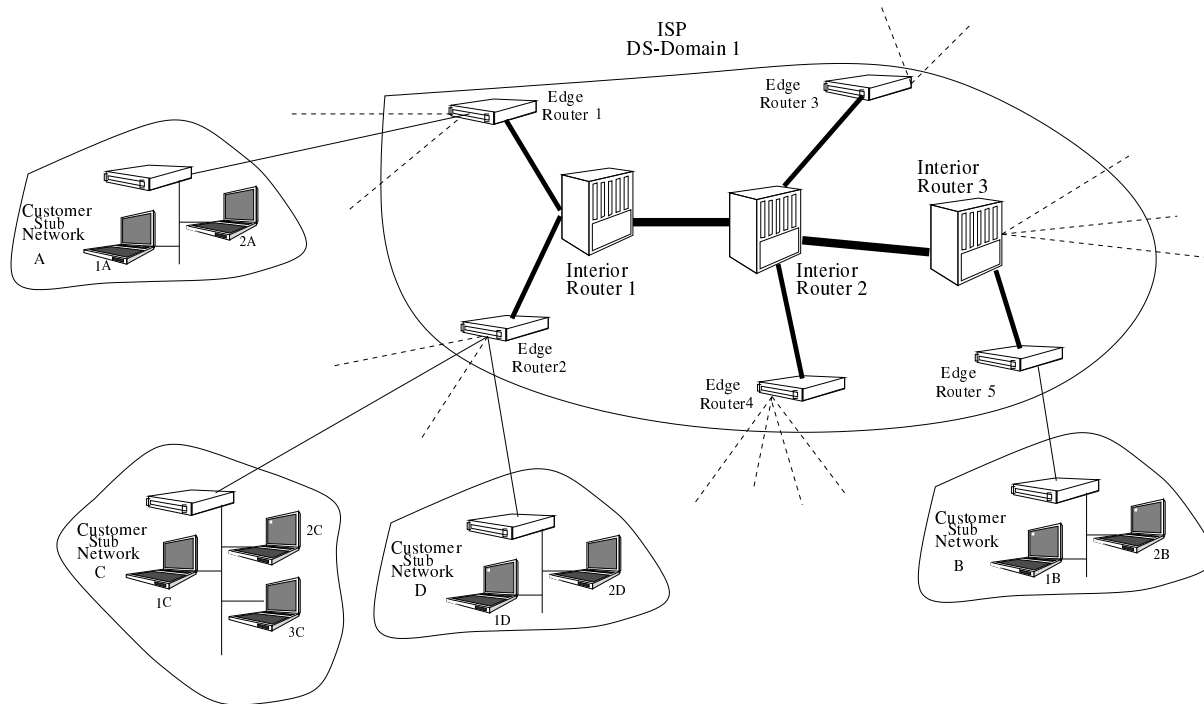 ISP
DS-Domain 1
Edge
Router 1
Edge
Router 3
Interior
Router 3
Customer
Stub
Network
A
1A
2A
Interior
Router 1
Interior
Router 2
Edge
Router2
Edge
Router4
Edge
Router 5
Customer
Stub
Network
C
1C
2C
3C
Customer
Stub
Network
D
1D
2D
Customer
Stub
Network
B
1B
2B